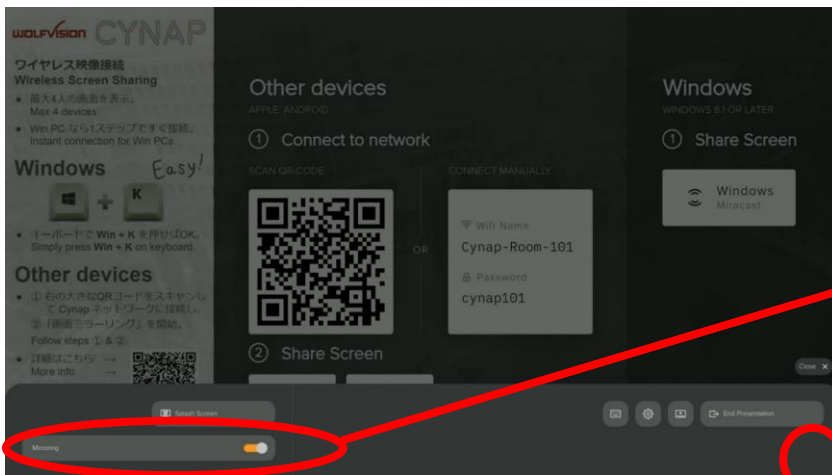 WOLFVISION CYNAP
ワイヤレス映像接続
Wireless Screen Sharing
• 最大4人の画面を表示。
Max 4 devices.
• Win PC なら1ステップですぐ接続。
Instant connection for Win PCs.
Windows Easy!
+ K
• キーボードで Win + K を押せばOK。
Simply press Win + K on keyboard.
Other devices
• ① 右の大きなQRコードをスキャンし
て Cynap ネットワークに接続し、
②「画面ミラーリング」を開始。
Follow steps ① & ②.
• 詳細はこちら →
More info →
Other devices
APPLE, ANDROID
1 Connect to network
SCAN QR-CODE
OR
CONNECT MANUALLY
Wifi Name
Cynap-Room-101
Password
cynap101
2 Share Screen
Windows
WINDOWS 8.1 OR LATER
1 Share Screen
Windows
Miracast
Close X
Splash Screen
End Presentation
Mirroring